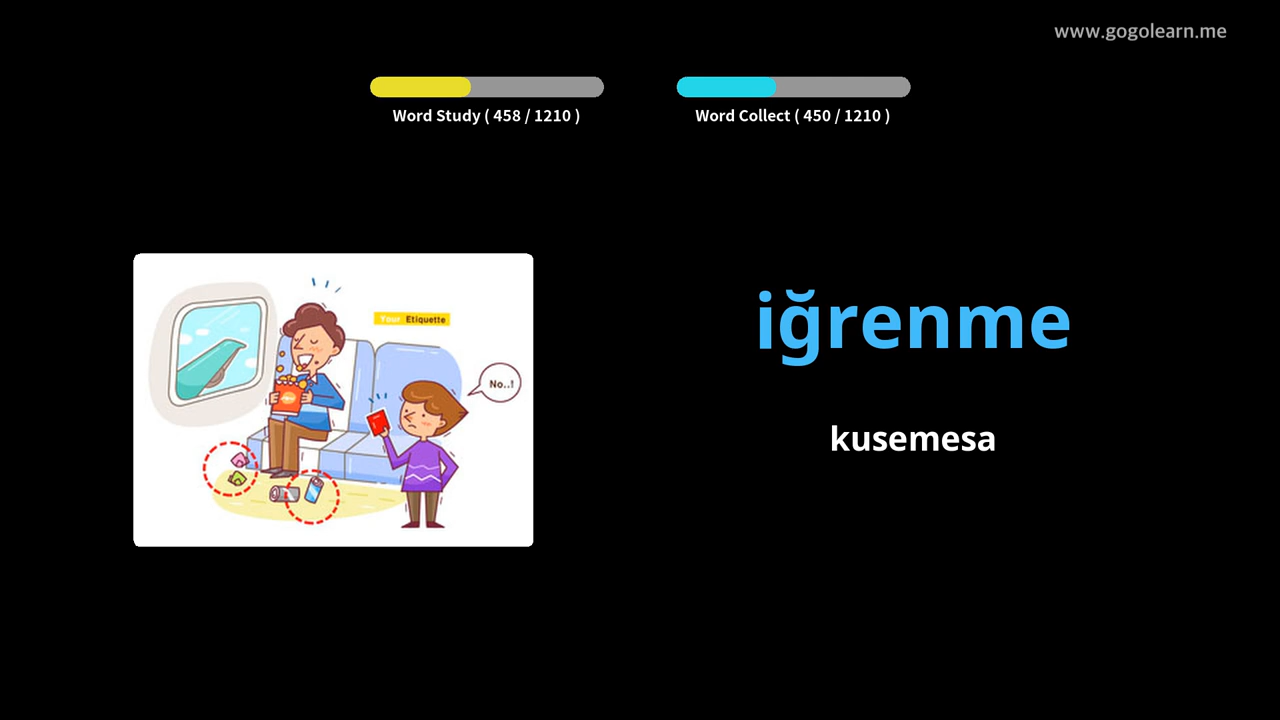 www.gogolearn.me
Word Study ( 458 / 1210 )
Word Collect ( 450 / 1210 )
Your Etiquette
No..!
iğrenme
kusemesa